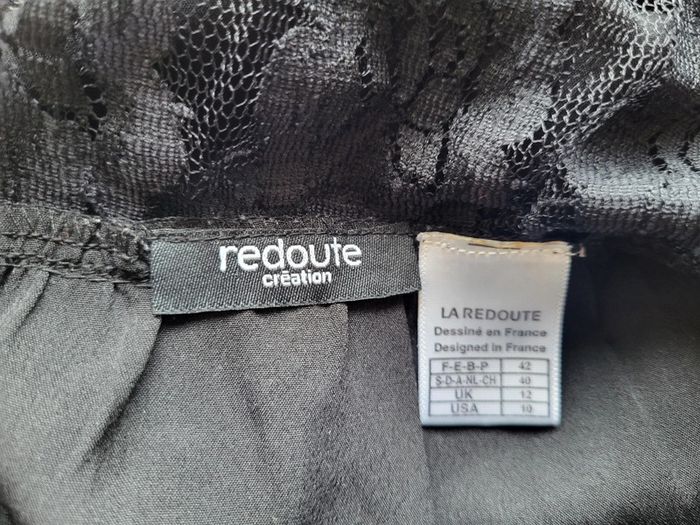 redoute
création
LA REDOUTE
Dessiné en France
Designed in France
F-E-B-P 42
S-D-A-NL-CH 40
UK 12
USA 10